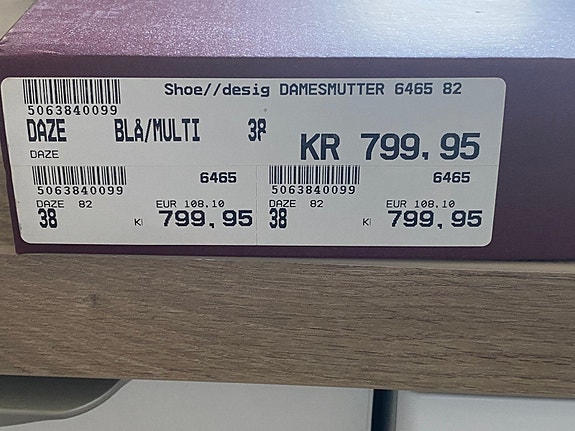 Shoe//desig DAMESMUTTER 6465 82
5063840099
DAZE BLå/MULTI 38
DAZE
KR 799,95
6465
5063840099
DAZE 82 EUR 108,10
38 799,95
6465
5063840099
DAZE 82 EUR 108,10
38 799,95